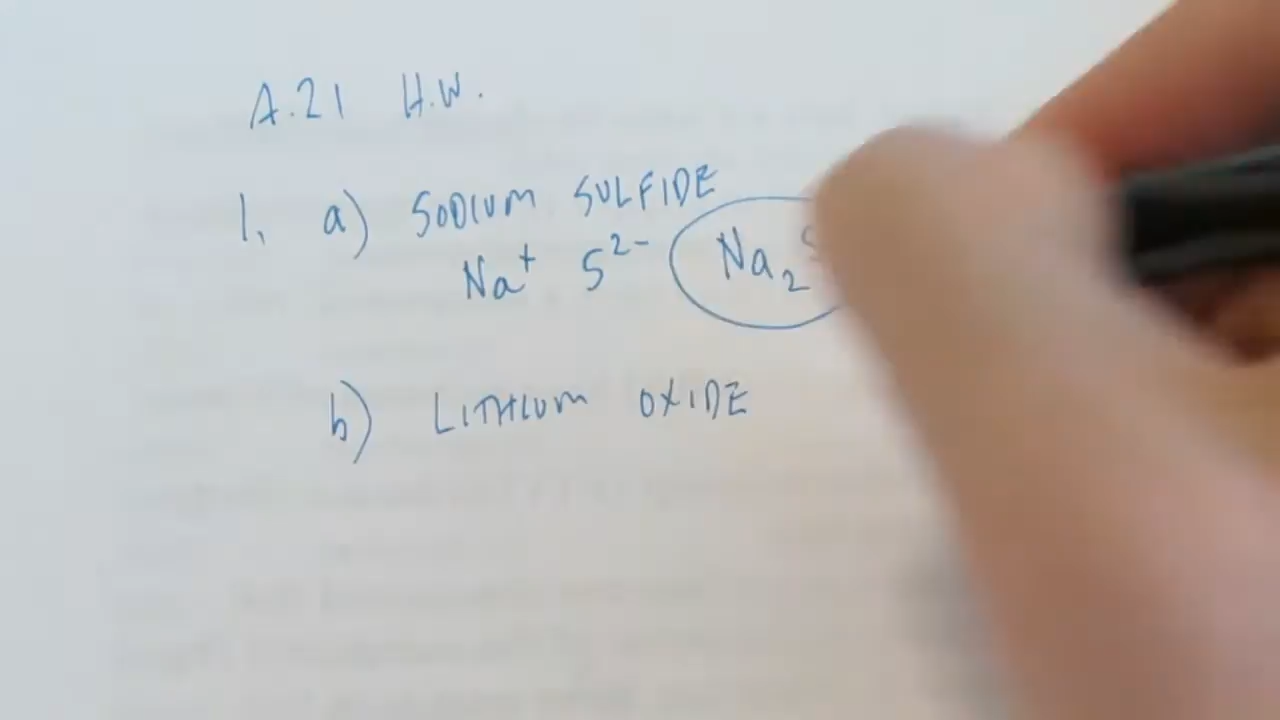 A.21 H.W.
1. a) SODIUM SULFIDE
Na⁺ S²⁻ Na₂
b) LITHIUM OXIDE